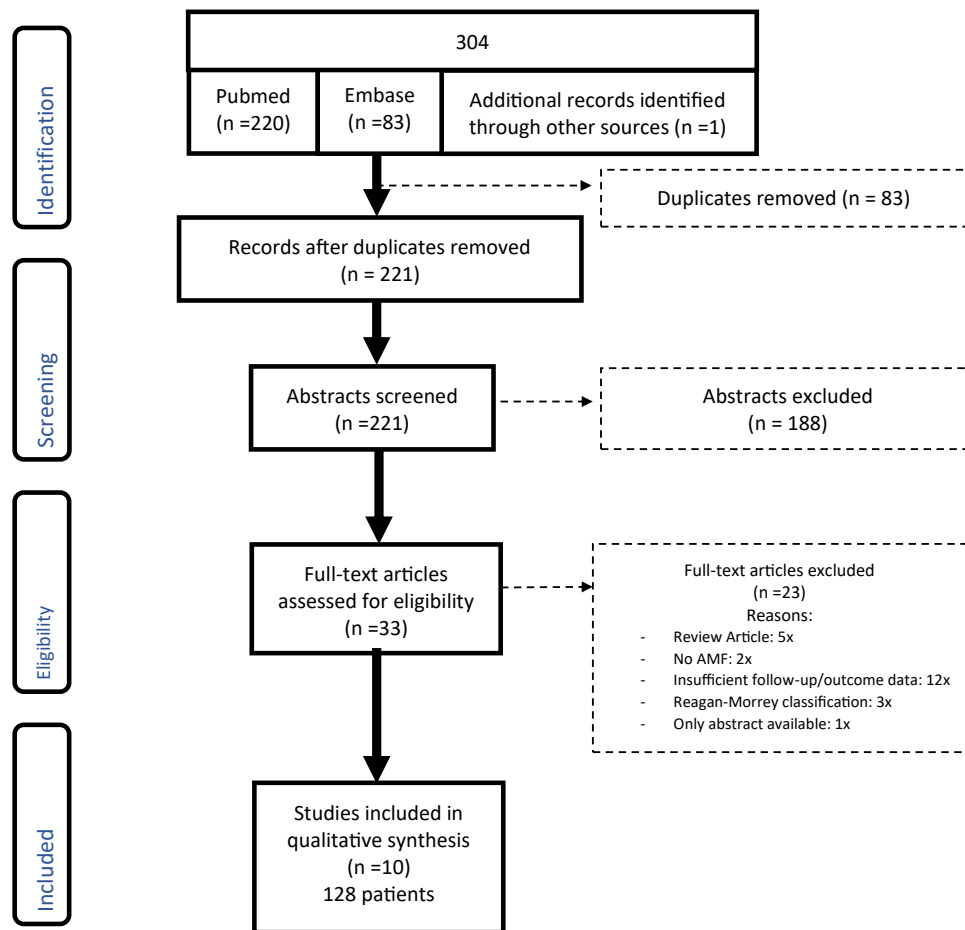 304
Pubmed
(n =220)
Embase
(n =83)
Additional records identified
through other sources (n =1)
Identification
Duplicates removed (n = 83)
Records after duplicates removed
(n = 221)
Screening
Abstracts screened
(n =221)
Abstracts excluded
(n = 188)
Eligibility
Full-text articles
assessed for eligibility
(n =33)
Full-text articles excluded
(n =23)
Reasons:
- Review Article: 5x
- No AMF: 2x
- Insufficient follow-up/outcome data: 12x
- Reagan-Morrey classification: 3x
- Only abstract available: 1x
Included
Studies included in
qualitative synthesis
(n =10)
128 patients